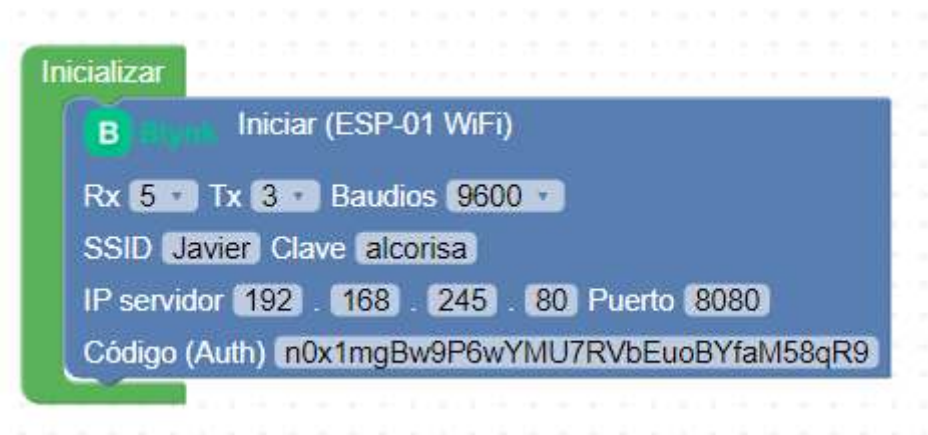 Inicializar
B Blynk Iniciar (ESP-01 WiFi)
Rx 5 Tx 3 Baudios 9600
SSID Javier Clave alcorisa
IP servidor 192 . 168 . 245 . 80 Puerto 8080
Código (Auth) n0x1mgBw9P6wYMU7RVbEuoBYfaM58qR9